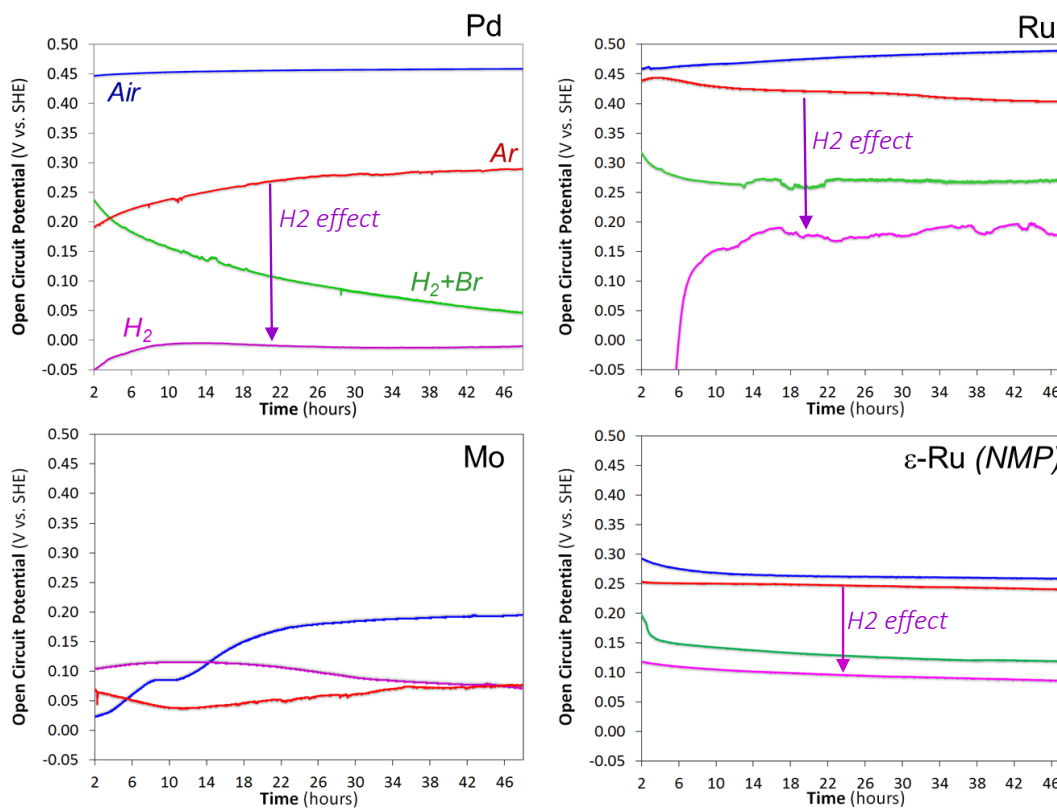 Pd
Open Circuit Potential (V vs. SHE)
0.50
0.45
0.40
0.35
0.30
0.25
0.20
0.15
0.10
0.05
0.00
-0.05
Air
Ar
H2 effect
H₂+Br
H₂
2 6 10 14 18 22 26 30 34 38 42 46
Time (hours)
Ru
Open Circuit Potential (V vs. SHE)
0.50
0.45
0.40
0.35
0.30
0.25
0.20
0.15
0.10
0.05
0.00
-0.05
H2 effect
2 6 10 14 18 22 26 30 34 38 42 46
Time (hours)
Mo
Open Circuit Potential (V vs. SHE)
0.50
0.45
0.40
0.35
0.30
0.25
0.20
0.15
0.10
0.05
0.00
-0.05
2 6 10 14 18 22 26 30 34 38 42 46
Time (hours)
ε-Ru (NMP)
Open Circuit Potential (V vs. SHE)
0.50
0.45
0.40
0.35
0.30
0.25
0.20
0.15
0.10
0.05
0.00
-0.05
H2 effect
2 6 10 14 18 22 26 30 34 38 42 46
Time (hours)